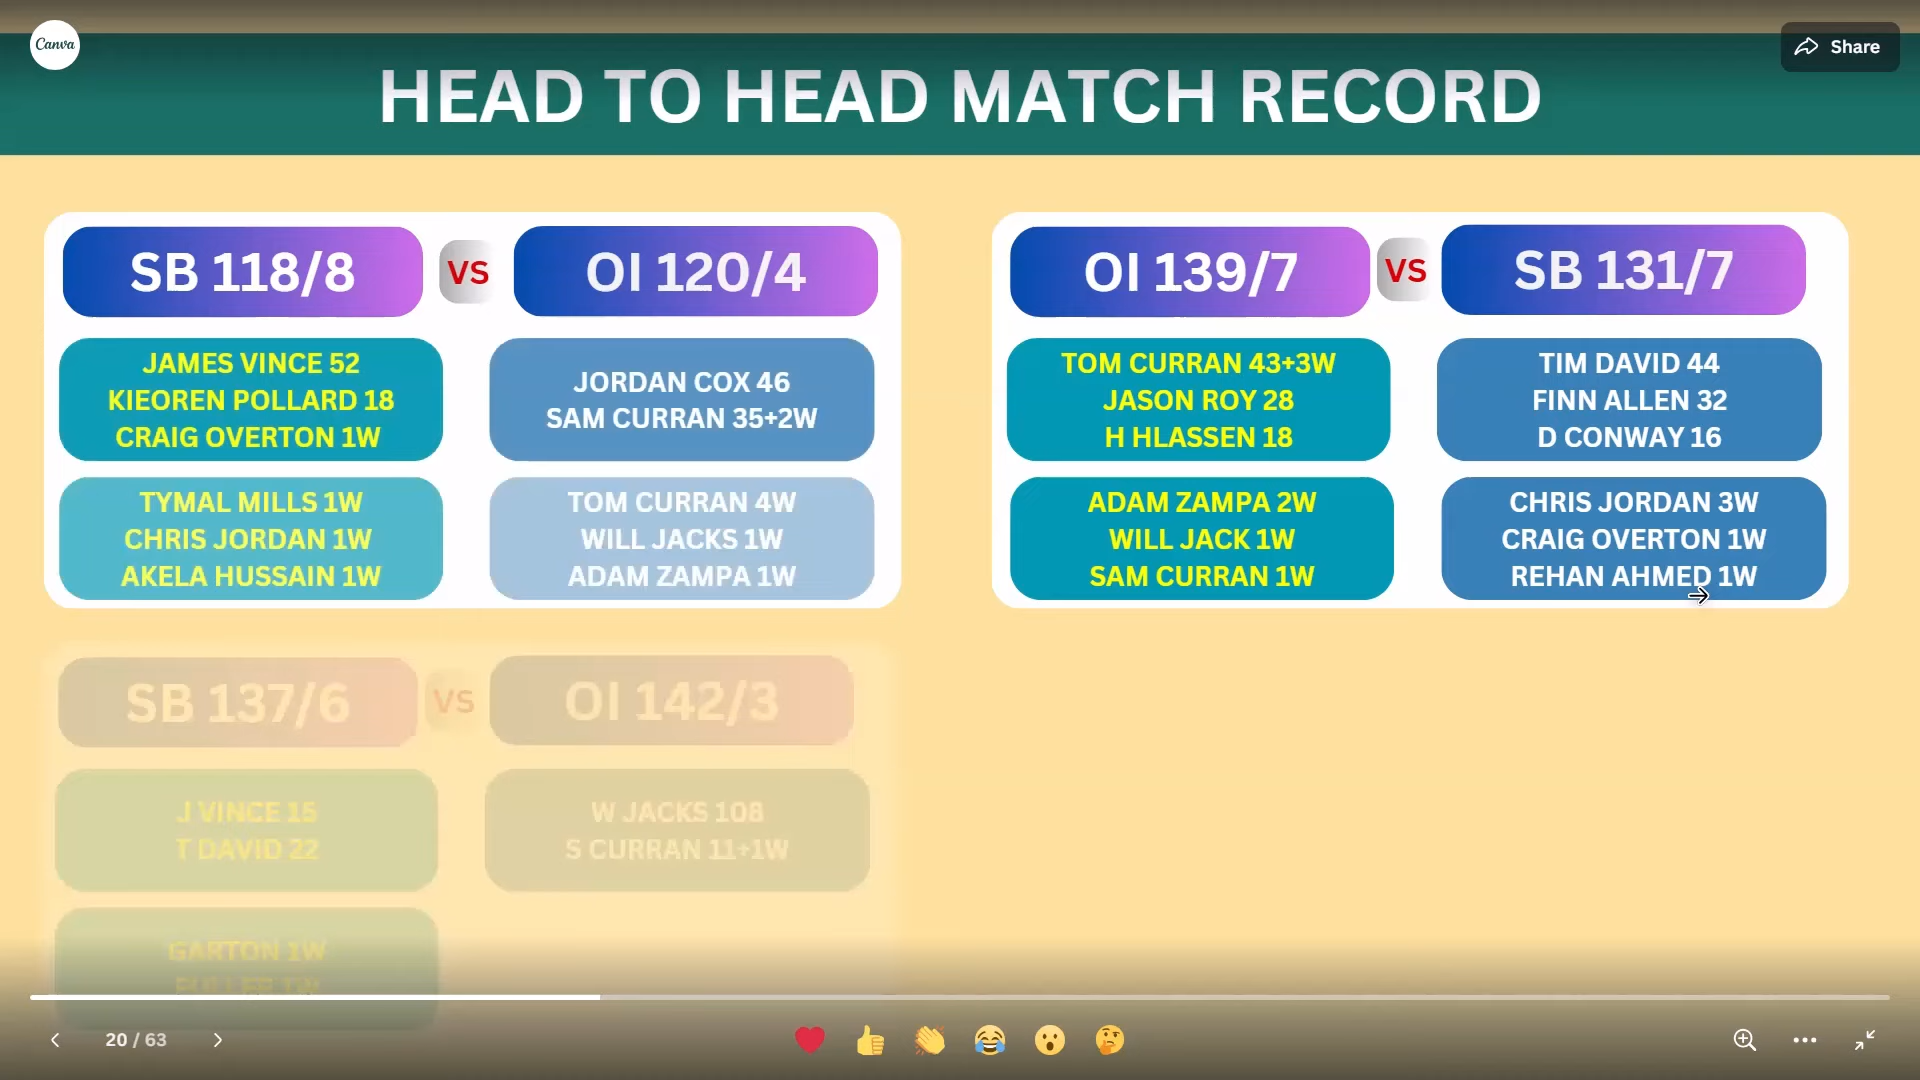 Canva
Share
HEAD TO HEAD MATCH RECORD
SB 118/8
VS
OI 120/4
JAMES VINCE 52
KIEOREN POLLARD 18
CRAIG OVERTON 1W
JORDAN COX 46
SAM CURRAN 35+2W
TYMAL MILLS 1W
CHRIS JORDAN 1W
AKELA HUSSAIN 1W
TOM CURRAN 4W
WILL JACKS 1W
ADAM ZAMPA 1W
OI 139/7
VS
SB 131/7
TOM CURRAN 43+3W
JASON ROY 28
H HLASSEN 18
TIM DAVID 44
FINN ALLEN 32
D CONWAY 16
ADAM ZAMPA 2W
WILL JACK 1W
SAM CURRAN 1W
CHRIS JORDAN 3W
CRAIG OVERTON 1W
REHAN AHMED 1W
SB 137/6
VS
OI 142/3
J VINCE 15
T DAVID 22
W JACKS 108
S CURRAN 11+1W
GARTON 1W
20 / 63